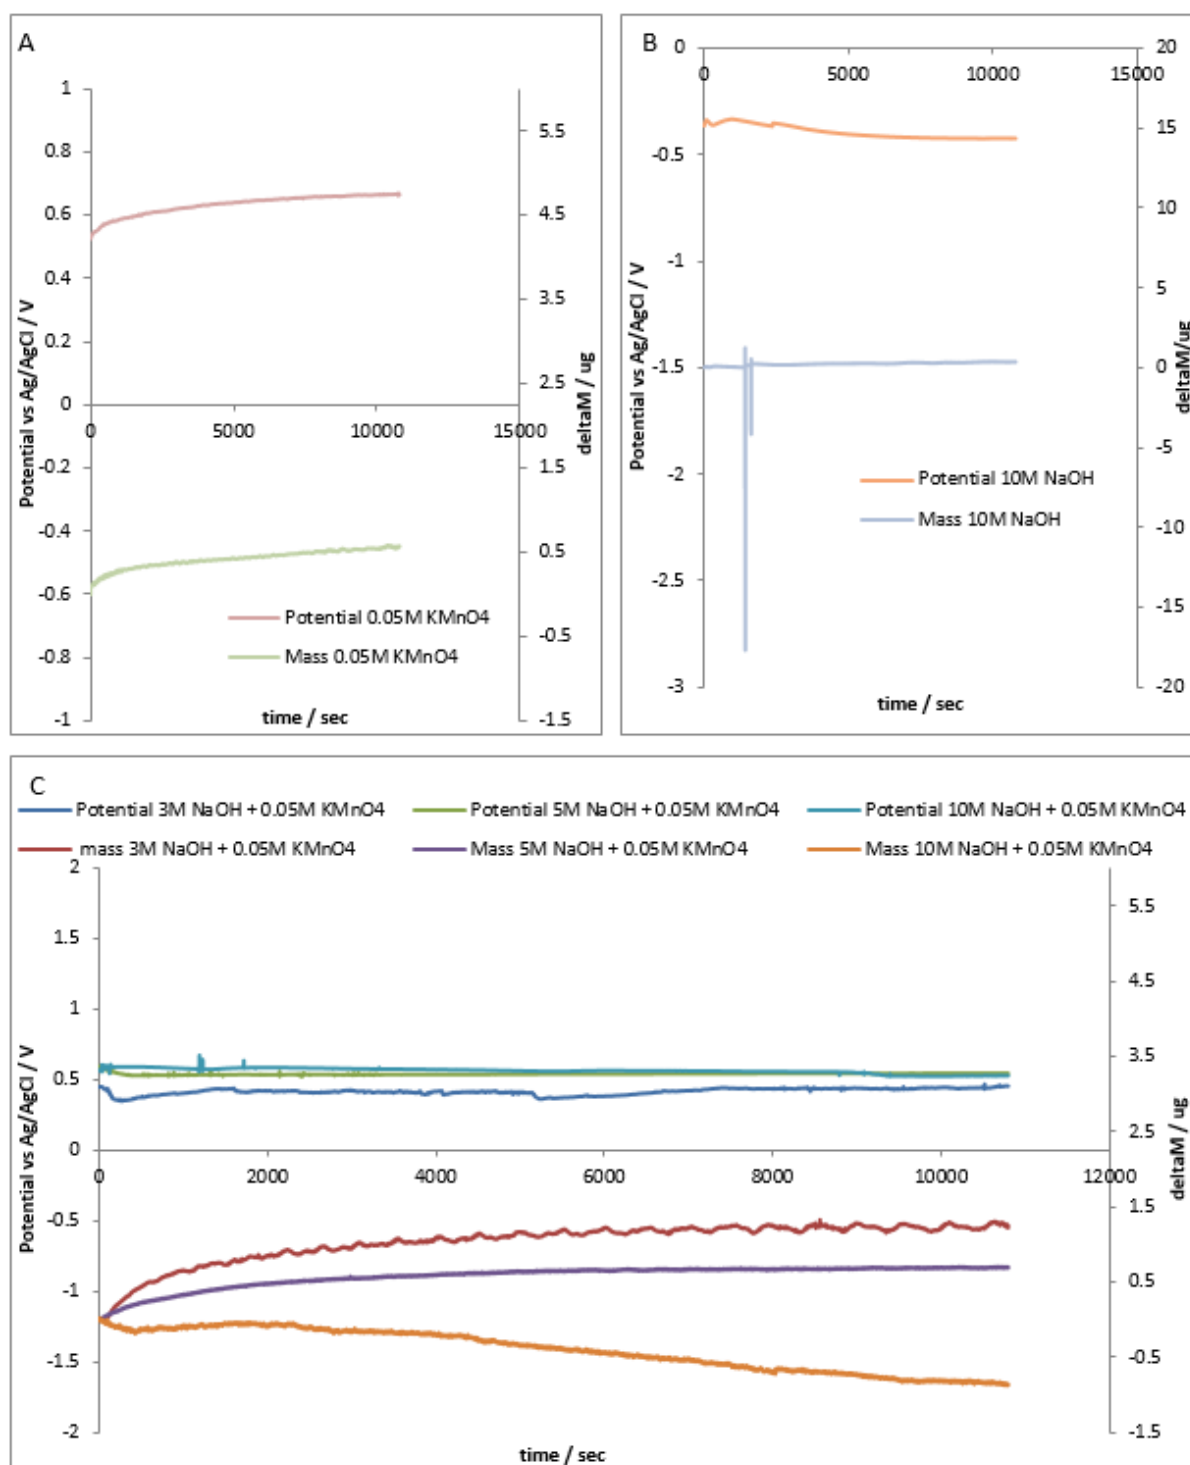 A
1
0.8
0.6
0.4
0.2
0
-0.2
-0.4
-0.6
-0.8
-1
Potential vs Ag/AgCl / V
0 5000 10000 15000
5.5
4.5
3.5
2.5
1.5
0.5
-0.5
-1.5
deltaM / ug
Potential 0.05M KMnO4
Mass 0.05M KMnO4
time / sec
B
0
-0.5
-1
-1.5
-2
-2.5
-3
Potential vs Ag/AgCl / V
0 5000 10000 15000
20
15
10
5
0
-5
-10
-15
-20
deltaM/ug
Potential 10M NaOH
Mass 10M NaOH
time / sec
C
Potential 3M NaOH + 0.05M KMnO4 Potential 5M NaOH + 0.05M KMnO4 Potential 10M NaOH + 0.05M KMnO4
mass 3M NaOH + 0.05M KMnO4 Mass 5M NaOH + 0.05M KMnO4 Mass 10M NaOH + 0.05M KMnO4
2
1.5
1
0.5
0
-0.5
-1
-1.5
-2
Potential vs Ag/AgCl / V
0 2000 4000 6000 8000 10000 12000
5.5
4.5
3.5
2.5
1.5
0.5
-0.5
-1.5
deltaM / ug
time / sec